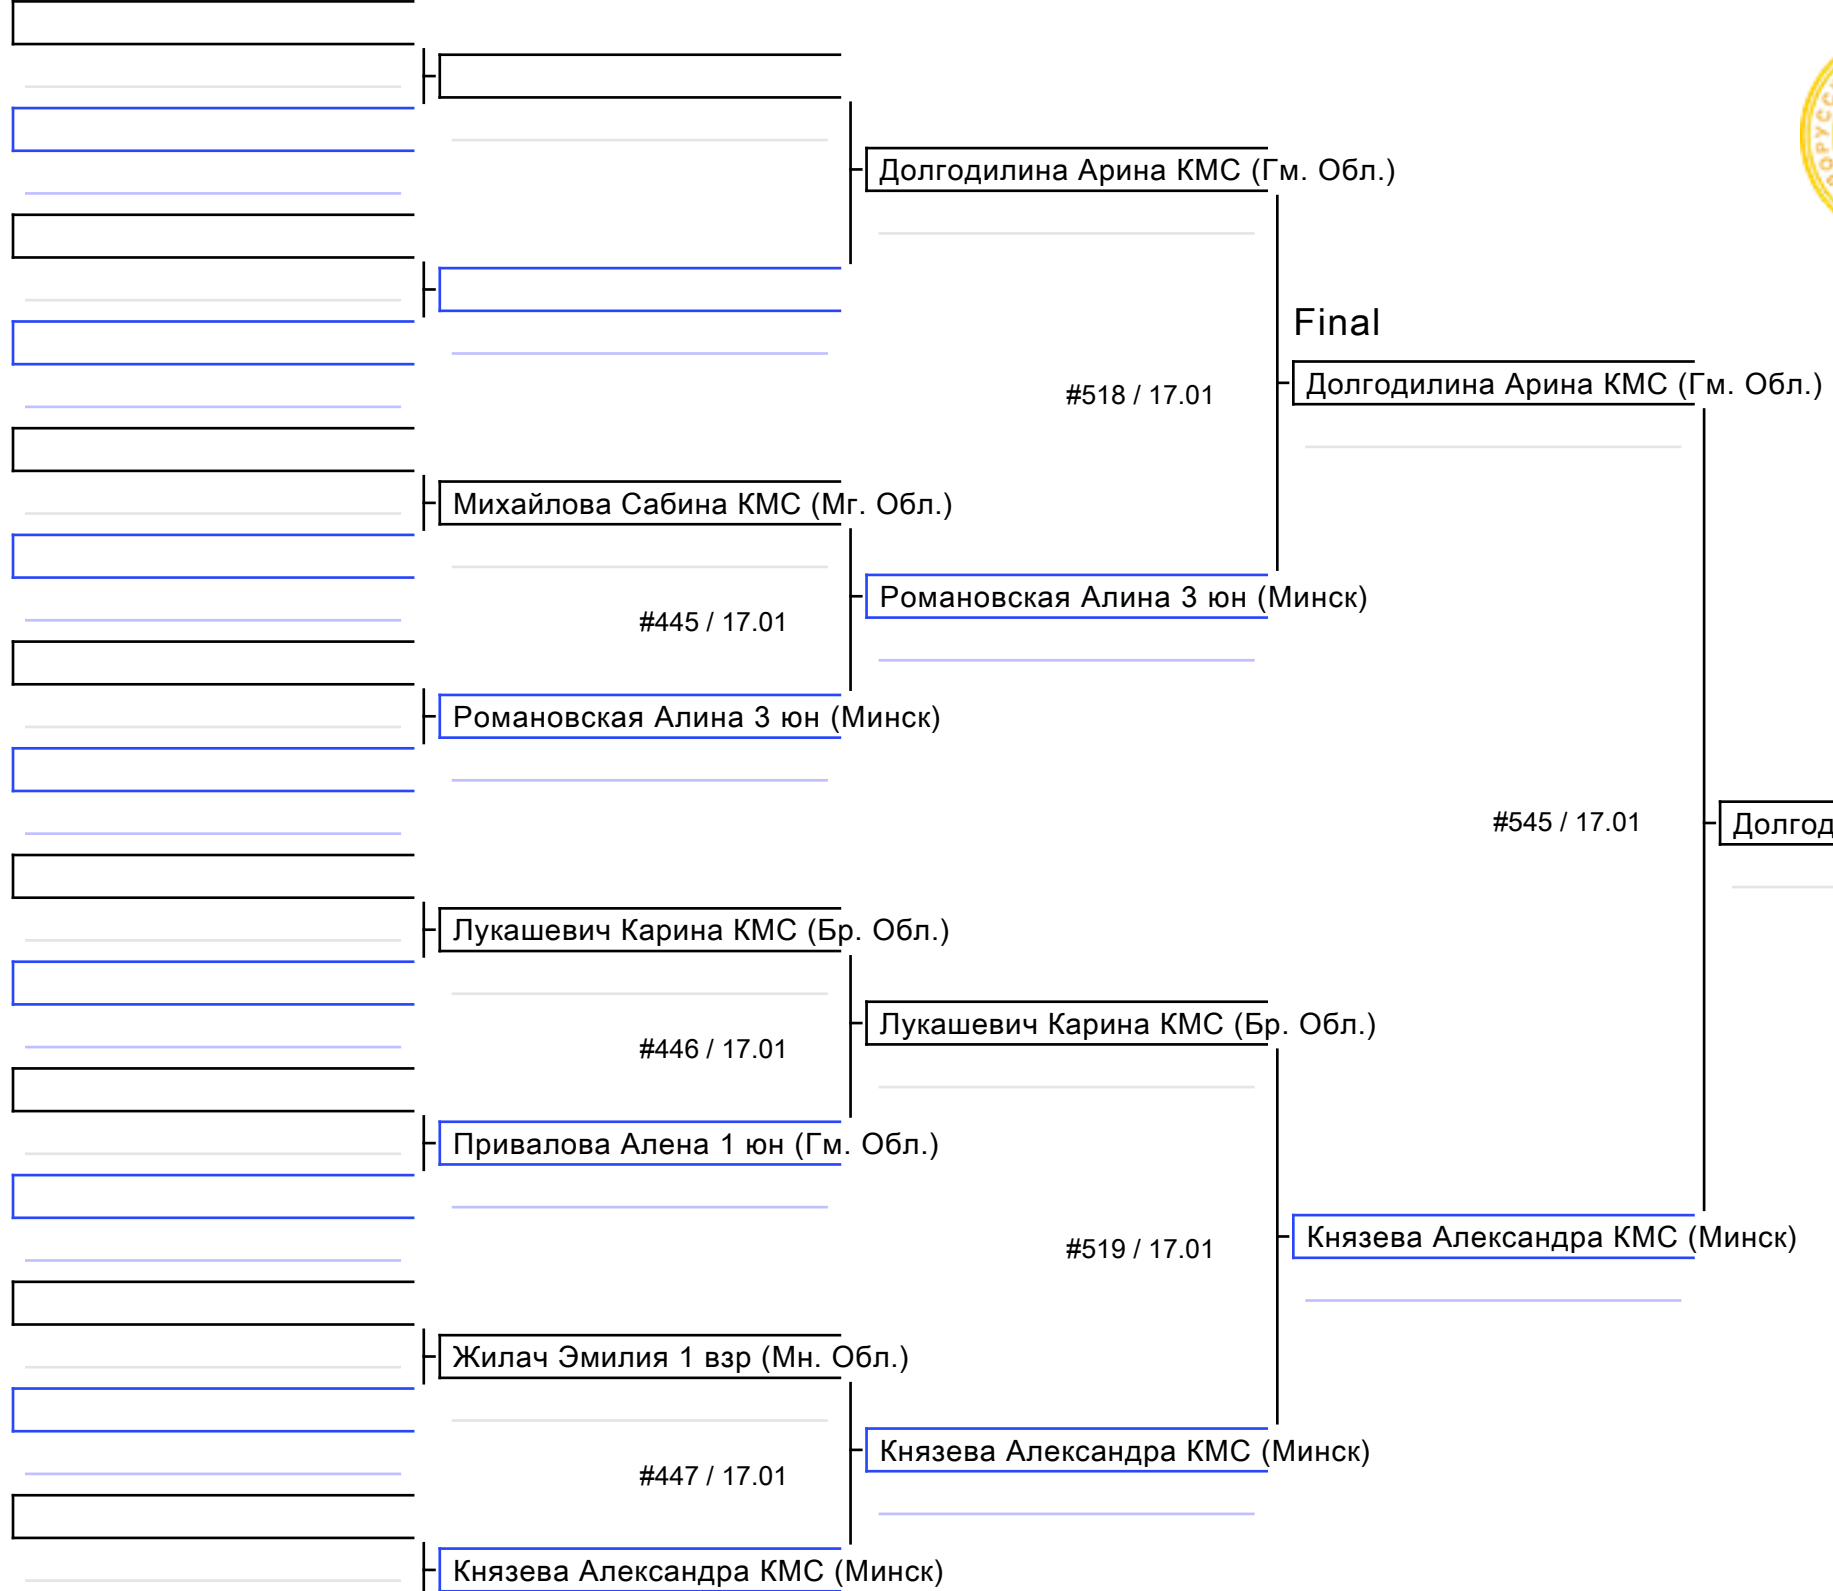 Долгодилина Арина КМС (Гм. Обл.)
Final
Долгодилина Арина КМС (Гм. Обл.)
#518 / 17.01
Михайлова Сабина КМС (Мг. Обл.)
Романовская Алина 3 юн (Минск)
#445 / 17.01
Романовская Алина 3 юн (Минск)
#545 / 17.01
Долгод
Лукашевич Карина КМС (Бр. Обл.)
Лукашевич Карина КМС (Бр. Обл.)
#446 / 17.01
Привалова Алена 1 юн (Гм. Обл.)
Князева Александра КМС (Минск)
#519 / 17.01
Жилач Эмилия 1 взр (Мн. Обл.)
Князева Александра КМС (Минск)
#447 / 17.01
Князева Александра КМС (Минск)